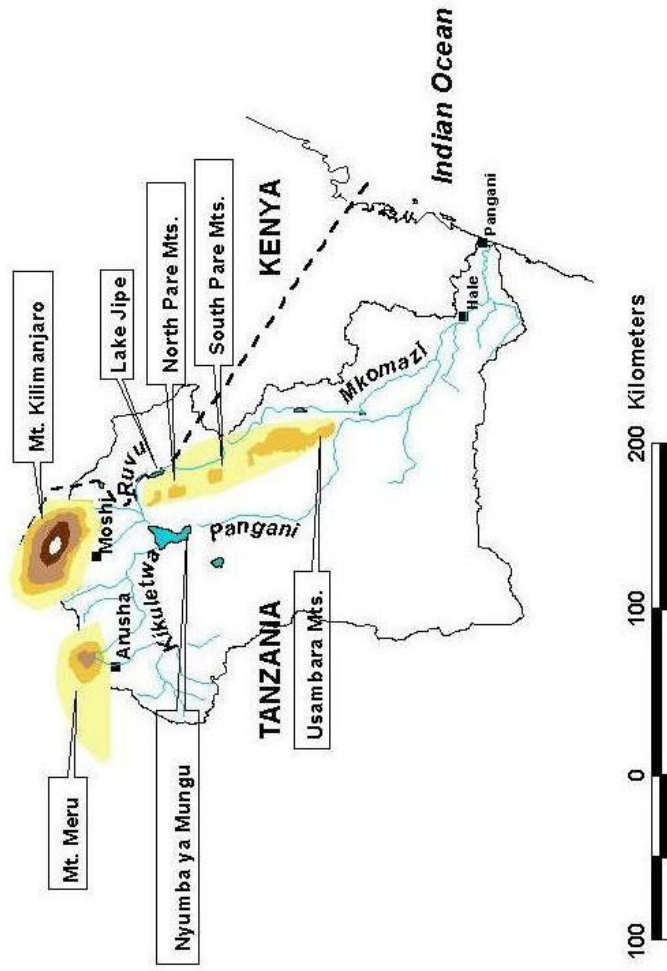 Mt. Kilimanjaro
Mt. Meru
Lake Jipe
North Pare Mts.
South Pare Mts.
Ruvu
Moshi
Arusha
Kikuletwa
KENYA
Pangani
Nyumba ya Mungu
TANZANIA
Usambara Mts.
Mkomazi
Indian Ocean
Hale
Pangani
100 0 100 200 Kilometers